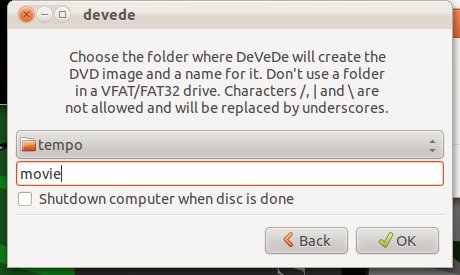 devede
Choose the folder where DeVeDe will create the
DVD image and a name for it. Don't use a folder
in a VFAT/FAT32 drive. Characters /, | and \ are
not allowed and will be replaced by underscores.
tempo
movie
Shutdown computer when disc is done
Back OK